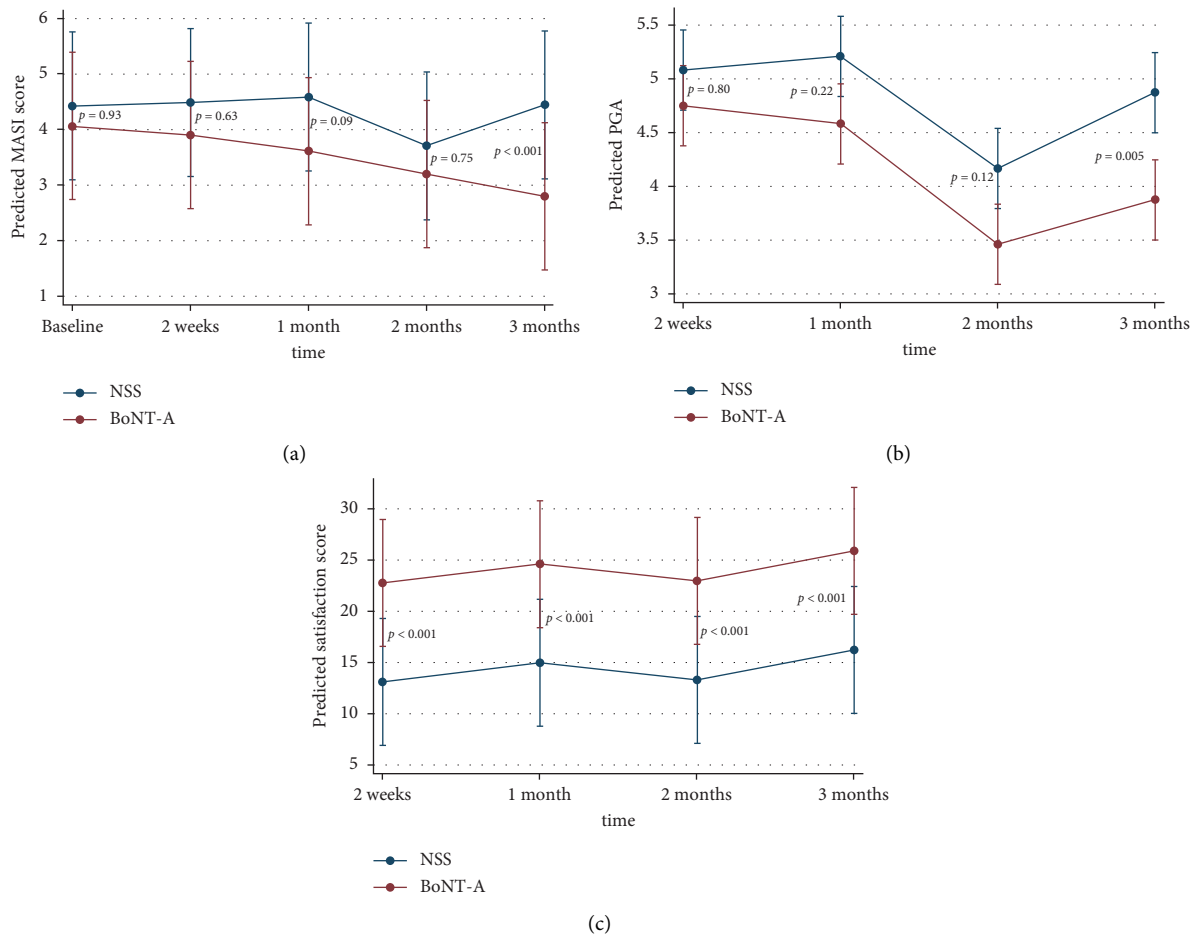 6
5
4
3
2
1
Predicted MASI score
p = 0.93
p = 0.63
p = 0.09
p = 0.75
p < 0.001
Baseline 2 weeks 1 month 2 months 3 months
time
NSS
BoNT-A
(a)
5.5
5
4.5
4
3.5
3
Predicted PGA
p = 0.80
p = 0.22
p = 0.12
p = 0.005
2 weeks 1 month 2 months 3 months
time
NSS
BoNT-A
(b)
30
25
20
15
10
5
Predicted satisfaction score
p < 0.001
p < 0.001
p < 0.001
p < 0.001
2 weeks 1 month 2 months 3 months
time
NSS
BoNT-A
(c)